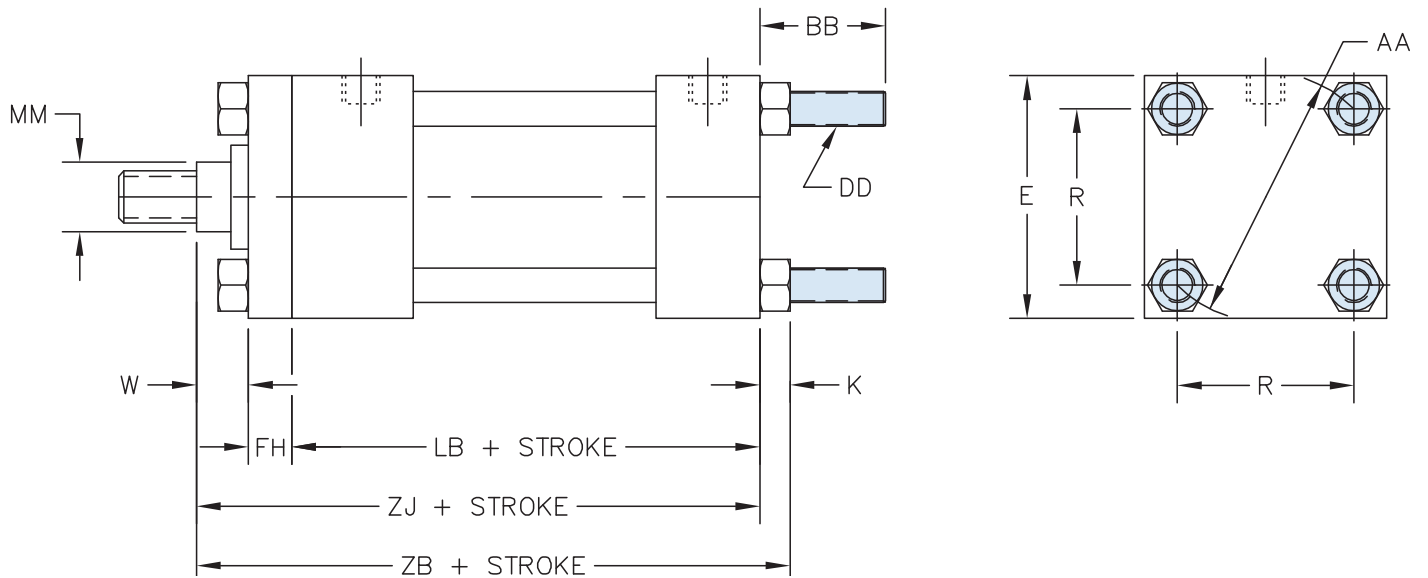 BB
AA
MM
DD
E
R
W
K
R
FH
LB + STROKE
ZJ + STROKE
ZB + STROKE